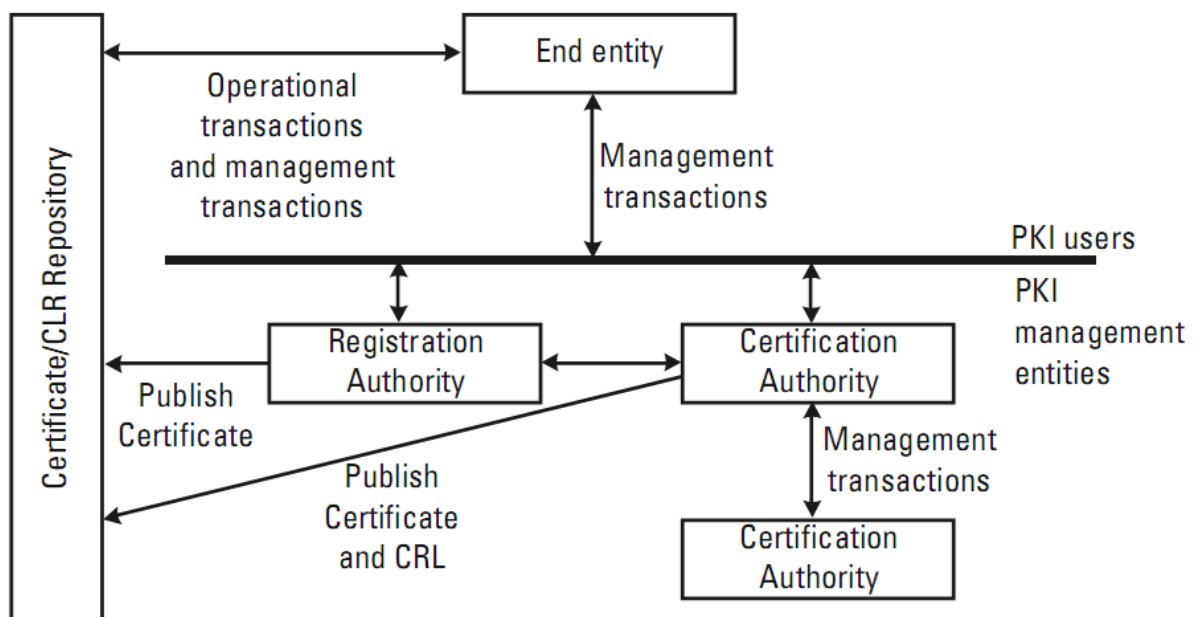 Certificate/CLR Repository
End entity
Operational
transactions
and management
transactions
Management
transactions
PKI users
PKI
management
entities
Registration
Authority
Certification
Authority
Publish
Certificate
Management
transactions
Publish
Certificate
and CRL
Certification
Authority